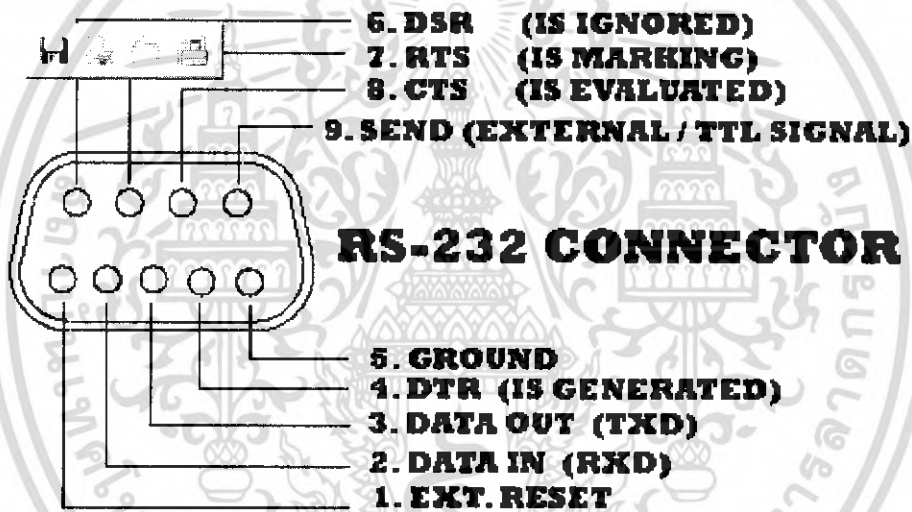 6. DSR (IS IGNORED)
7. RTS (IS MARKING)
8. CTS (IS EVALUATED)
9. SEND (EXTERNAL / TTL SIGNAL)
RS-232 CONNECTOR
5. GROUND
4. DTR (IS GENERATED)
3. DATA OUT (TXD)
2. DATA IN (RXD)
1. EXT. RESET